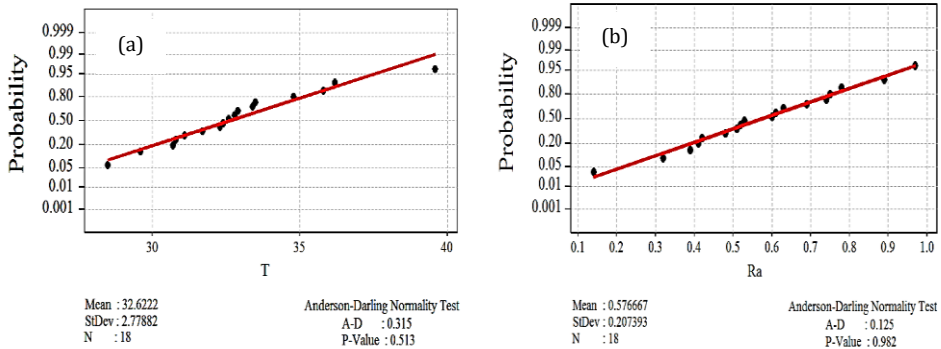 (a)
Probability
0.999
0.99
0.95
0.80
0.50
0.20
0.05
0.01
0.001
30
35
40
T
Mean : 32.6222
StDev : 2.77882
N : 18
Anderson-Darling Normality Test
A-D : 0.315
P-Value : 0.513
(b)
Probability
0.999
0.99
0.95
0.80
0.50
0.20
0.05
0.01
0.001
0.1 0.2 0.3 0.4 0.5 0.6 0.7 0.8 0.9 1.0
Ra
Mean : 0.576667
StDev : 0.207393
N : 18
Anderson-Darling Normality Test
A-D : 0.125
P-Value : 0.982